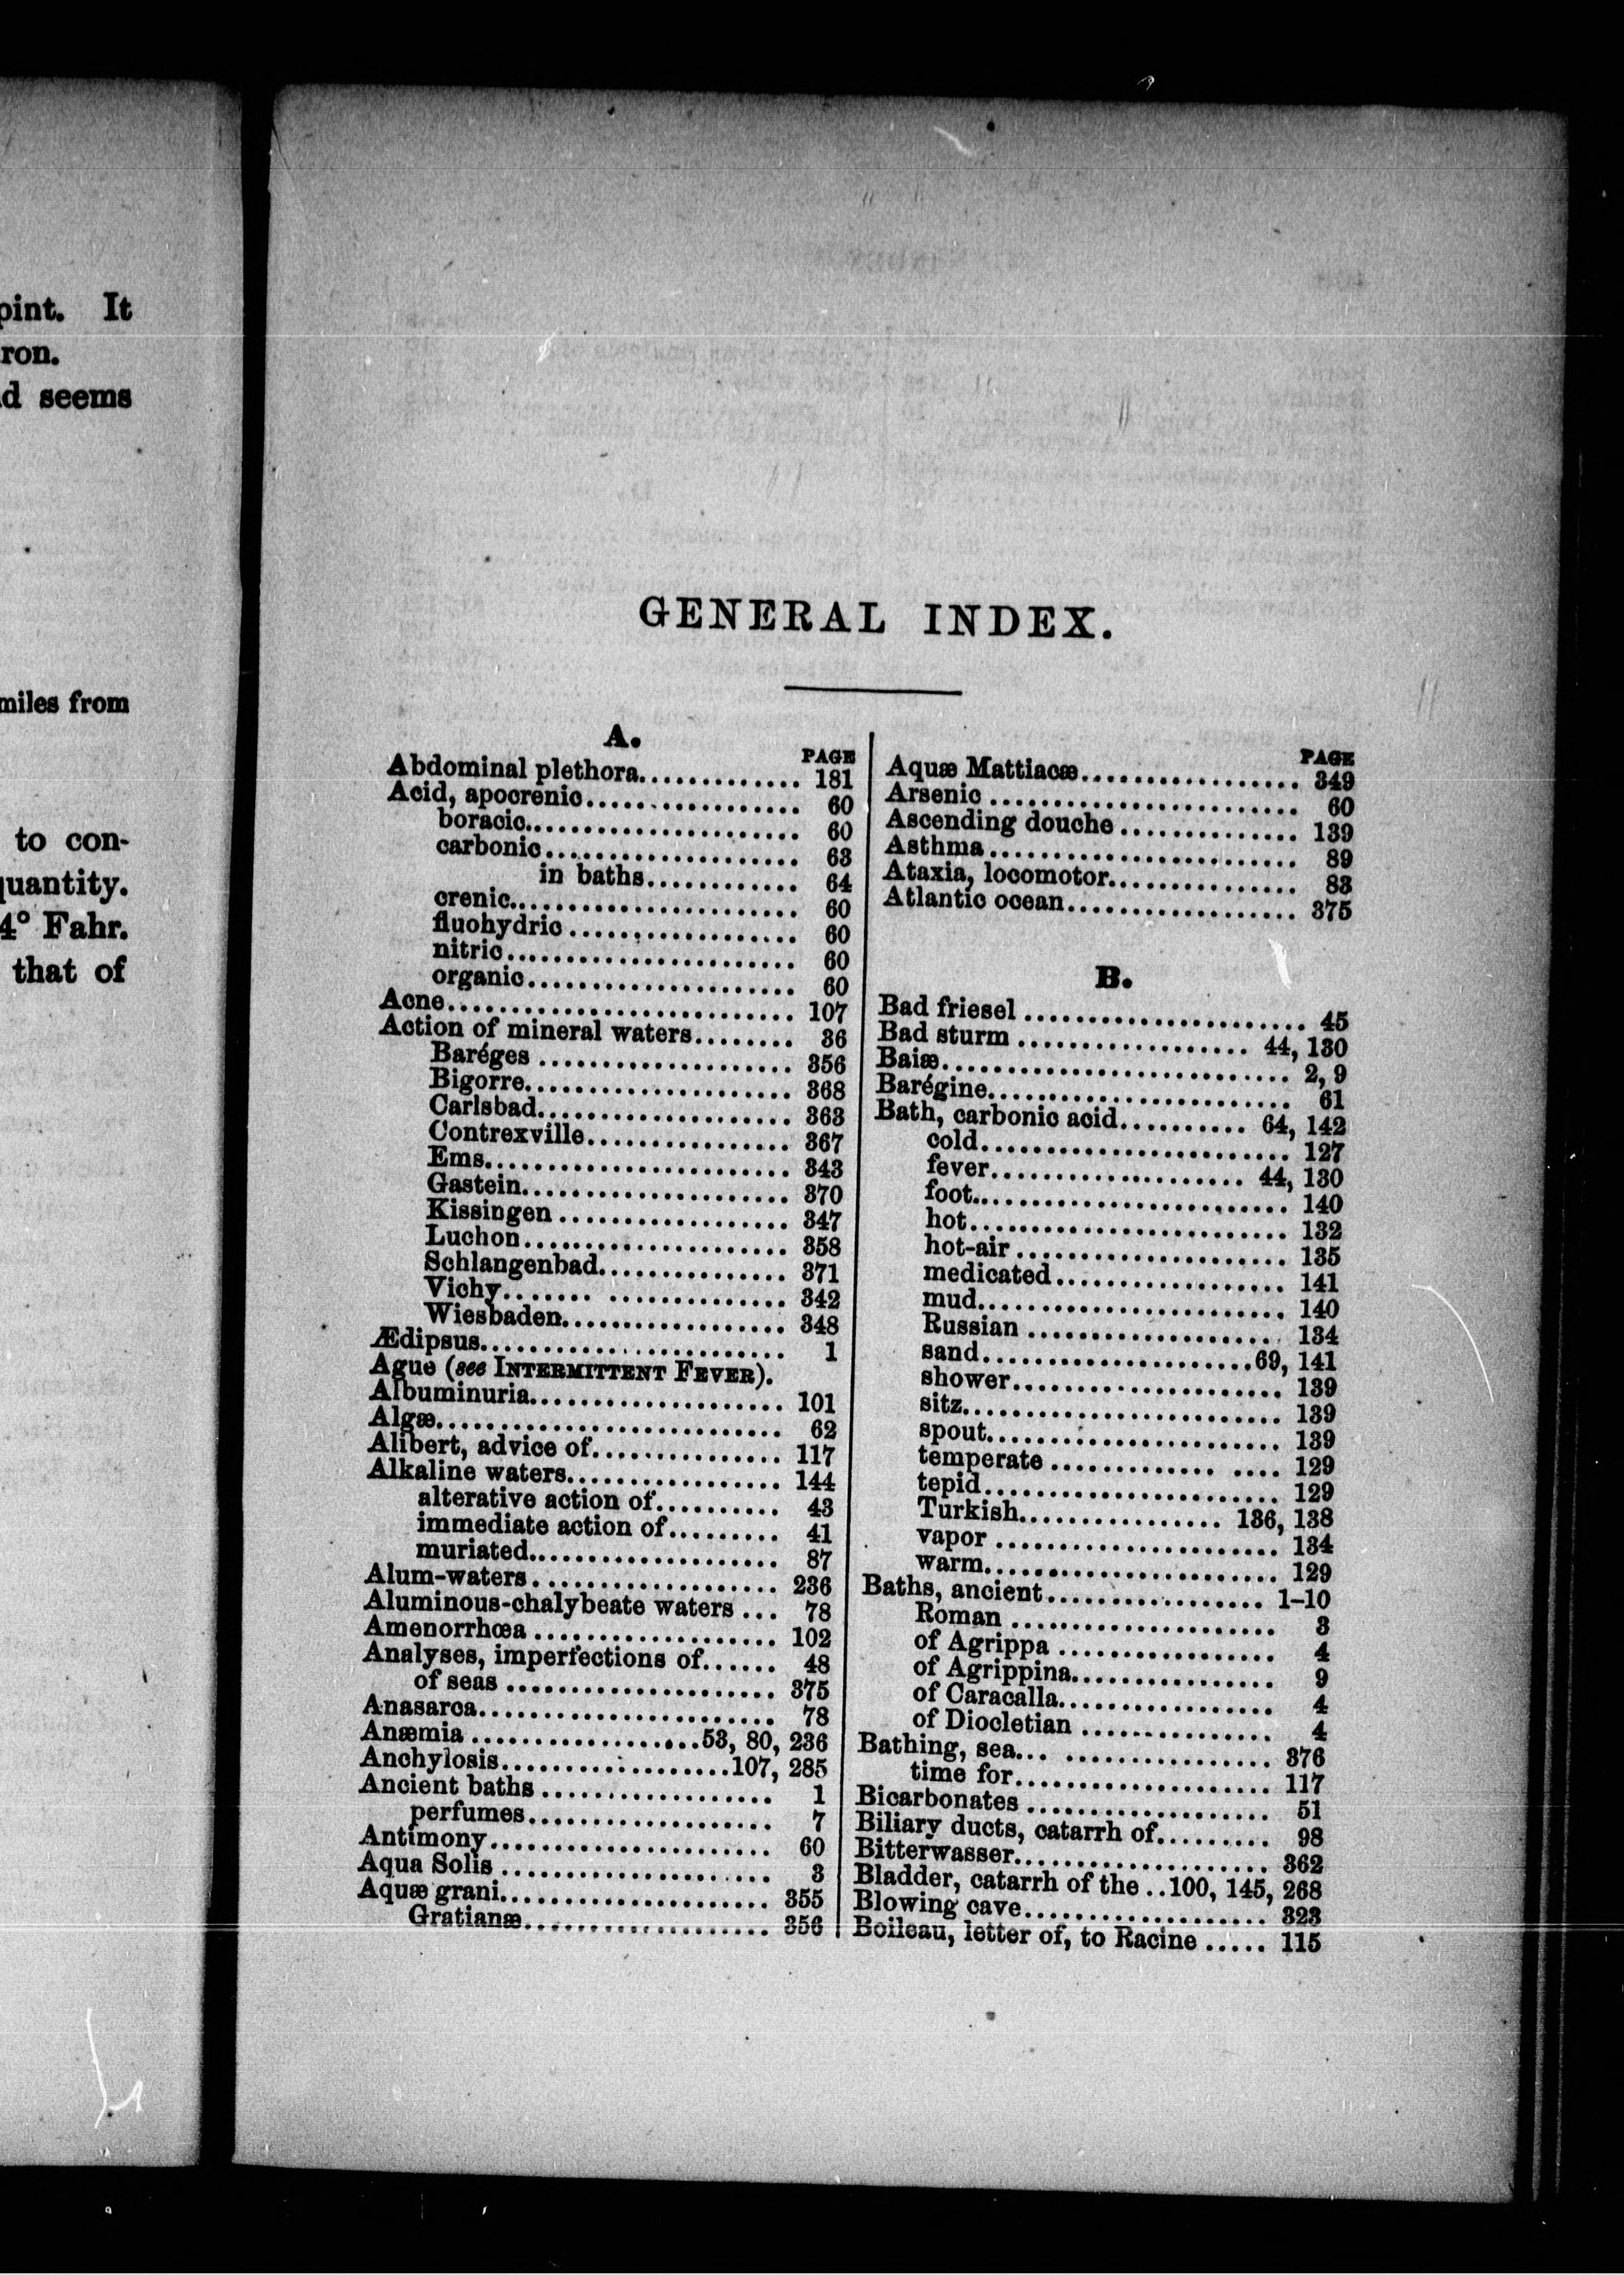 point. It
ron.
d seems
miles from
to con-
quantity.
4° Fahr.
that of
GENERAL INDEX.
A.
PAGE
Abdominal plethora.............. 181
Acid, apocrenic................... 60
boracic........................ 60
carbonic...................... 63
in baths............ 64
crenic......................... 60
fluohydric .................... 60
nitric......................... 60
organic....................... 60
Acne.............................. 107
Action of mineral waters........ 36
Baréges ...................... 356
Bigorre....................... 368
Carlsbad..................... 363
Contrexville................. 367
Ems........................... 343
Gastein....................... 370
Kissingen .................... 347
Luchon........................ 358
Schlangenbad................ 371
Vichy....... ................ 342
Wiesbaden................... 348
Ædipsus........................... 1
Ague (see INTERMITTENT FEVER).
Albuminuria...................... 101
Algæ............................... 62
Alibert, advice of................ 117
Alkaline waters................... 144
alterative action of........... 43
immediate action of......... 41
muriated...................... 87
Alum-waters ..................... 236
Aluminous-chalybeate waters ... 78
Amenorrhœa ..................... 102
Analyses, imperfections of...... 48
of seas ....................... 375
Anasarca......................... 78
Anæmia ...................53, 80, 236
Anchylosis....................107, 285
Ancient baths .................... 1
perfumes..................... 7
Antimony......................... 60
Aqua Solis ........................ 3
Aquæ grani....................... 355
Gratianæ..................... 356
PAGE
Aquæ Mattiacæ................... 349
Arsenic ........................... 60
Ascending douche ............... 139
Asthma........................... 89
Ataxia, locomotor................ 83
Atlantic ocean.................... 375
B.
Bad friesel ........................ 45
Bad sturm .................... 44, 130
Baiæ.............................. 2, 9
Barégine.......................... 61
Bath, carbonic acid........... 64, 142
cold........................... 127
fever....................... 44, 130
foot........................... 140
hot............................ 132
hot-air ....................... 135
medicated.................... 141
mud........................... 140
Russian ...................... 134
sand.......................69, 141
shower....................... 139
sitz............................ 139
spout......................... 139
temperate ............. .... 129
tepid.......................... 129
Turkish................. 136, 138
vapor ........................ 134
warm......................... 129
Baths, ancient................... 1–10
Roman ....................... 3
of Agrippa ................... 4
of Agrippina................. 9
of Caracalla.................. 4
of Diocletian ................ 4
Bathing, sea... .................. 376
time for...................... 117
Bicarbonates ..................... 51
Biliary ducts, catarrh of......... 98
Bitterwasser...................... 362
Bladder, catarrh of the ..100, 145, 268
Blowing cave..................... 323
Boileau, letter of, to Racine ..... 115